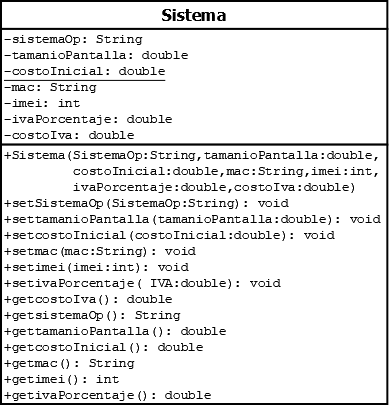 Sistema
-sistemaOp: String
-tamanioPantalla: double
-costoInicial: double
-mac: String
-imei: int
-ivaPorcentaje: double
-costoIva: double
+Sistema(SistemaOp:String,tamanioPantalla:double,
costoInicial:double,mac:String,imei:int,
ivaPorcentaje:double,costoIva:double)
+setSistemaOp(SistemaOp:String): void
+settamanioPantalla(tamanioPantalla:double): void
+setcostoInicial(costoInicial:double): void
+setmac(mac:String): void
+setimei(imei:int): void
+setivaPorcentaje( IVA:double): void
+getcostoIva(): double
+getsistemaOp(): String
+gettamanioPantalla(): double
+getcostoInicial(): double
+getmac(): String
+getimei(): int
+getivaPorcentaje(): double